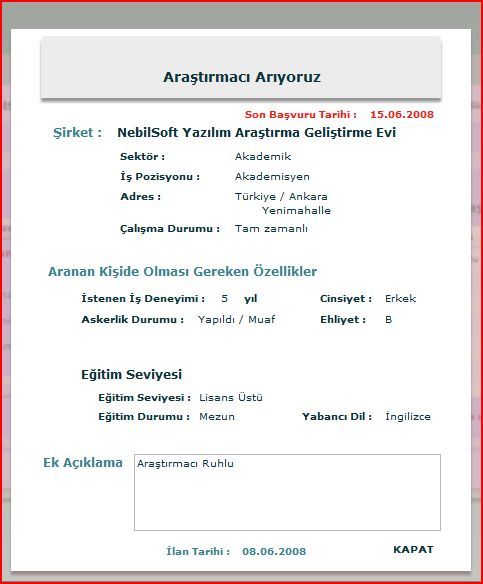 Araştırmacı Arıyoruz
Son Başvuru Tarihi : 15.06.2008
Şirket : NebilSoft Yazılım Araştırma Geliştirme Evi
Sektör : Akademik
İş Pozisyonu : Akademisyen
Adres : Türkiye / Ankara
Yenimahalle
Çalışma Durumu : Tam zamanlı
Aranan Kişide Olması Gereken Özellikler
İstenen İş Deneyimi : 5 yıl Cinsiyet : Erkek
Askerlik Durumu : Yapıldı / Muaf Ehliyet : B
Eğitim Seviyesi
Eğitim Seviyesi : Lisans Üstü
Eğitim Durumu : Mezun Yabancı Dil : İngilizce
Ek Açıklama Araştırmacı Ruhlu
İlan Tarihi : 08.06.2008 KAPAT